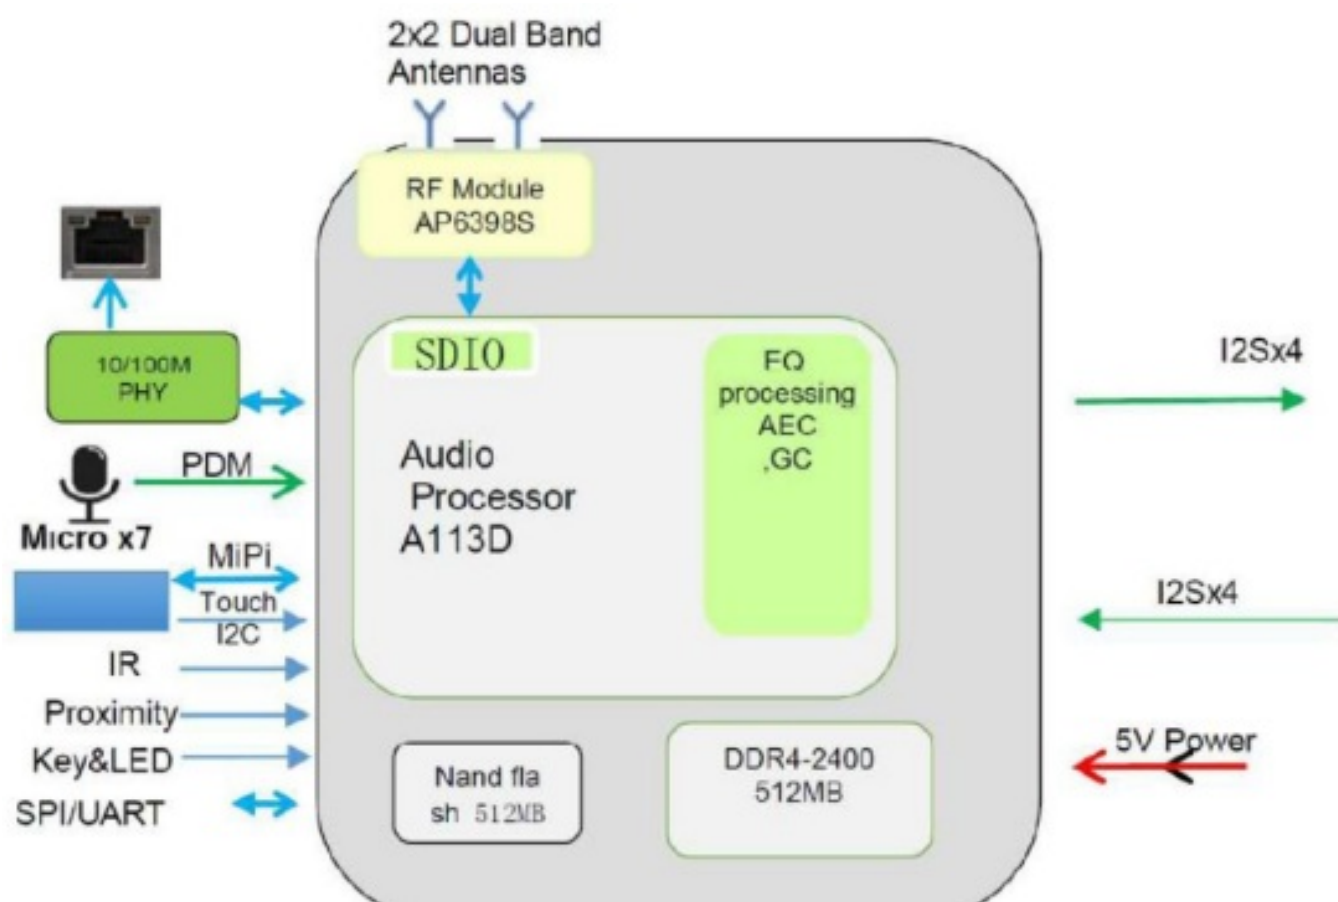 2x2 Dual Band
Antennas
RF Module
AP6398S
10/100M
PHY
SDIO
EQ
processing
AEC
,GC
I2Sx4
Audio
Processor
A113D
PDM
Micro x7
MiPi
Touch
I2C
I2Sx4
IR
Proximity
Key&LED
SPI/UART
Nand fla
sh 512MB
DDR4-2400
512MB
5V Power